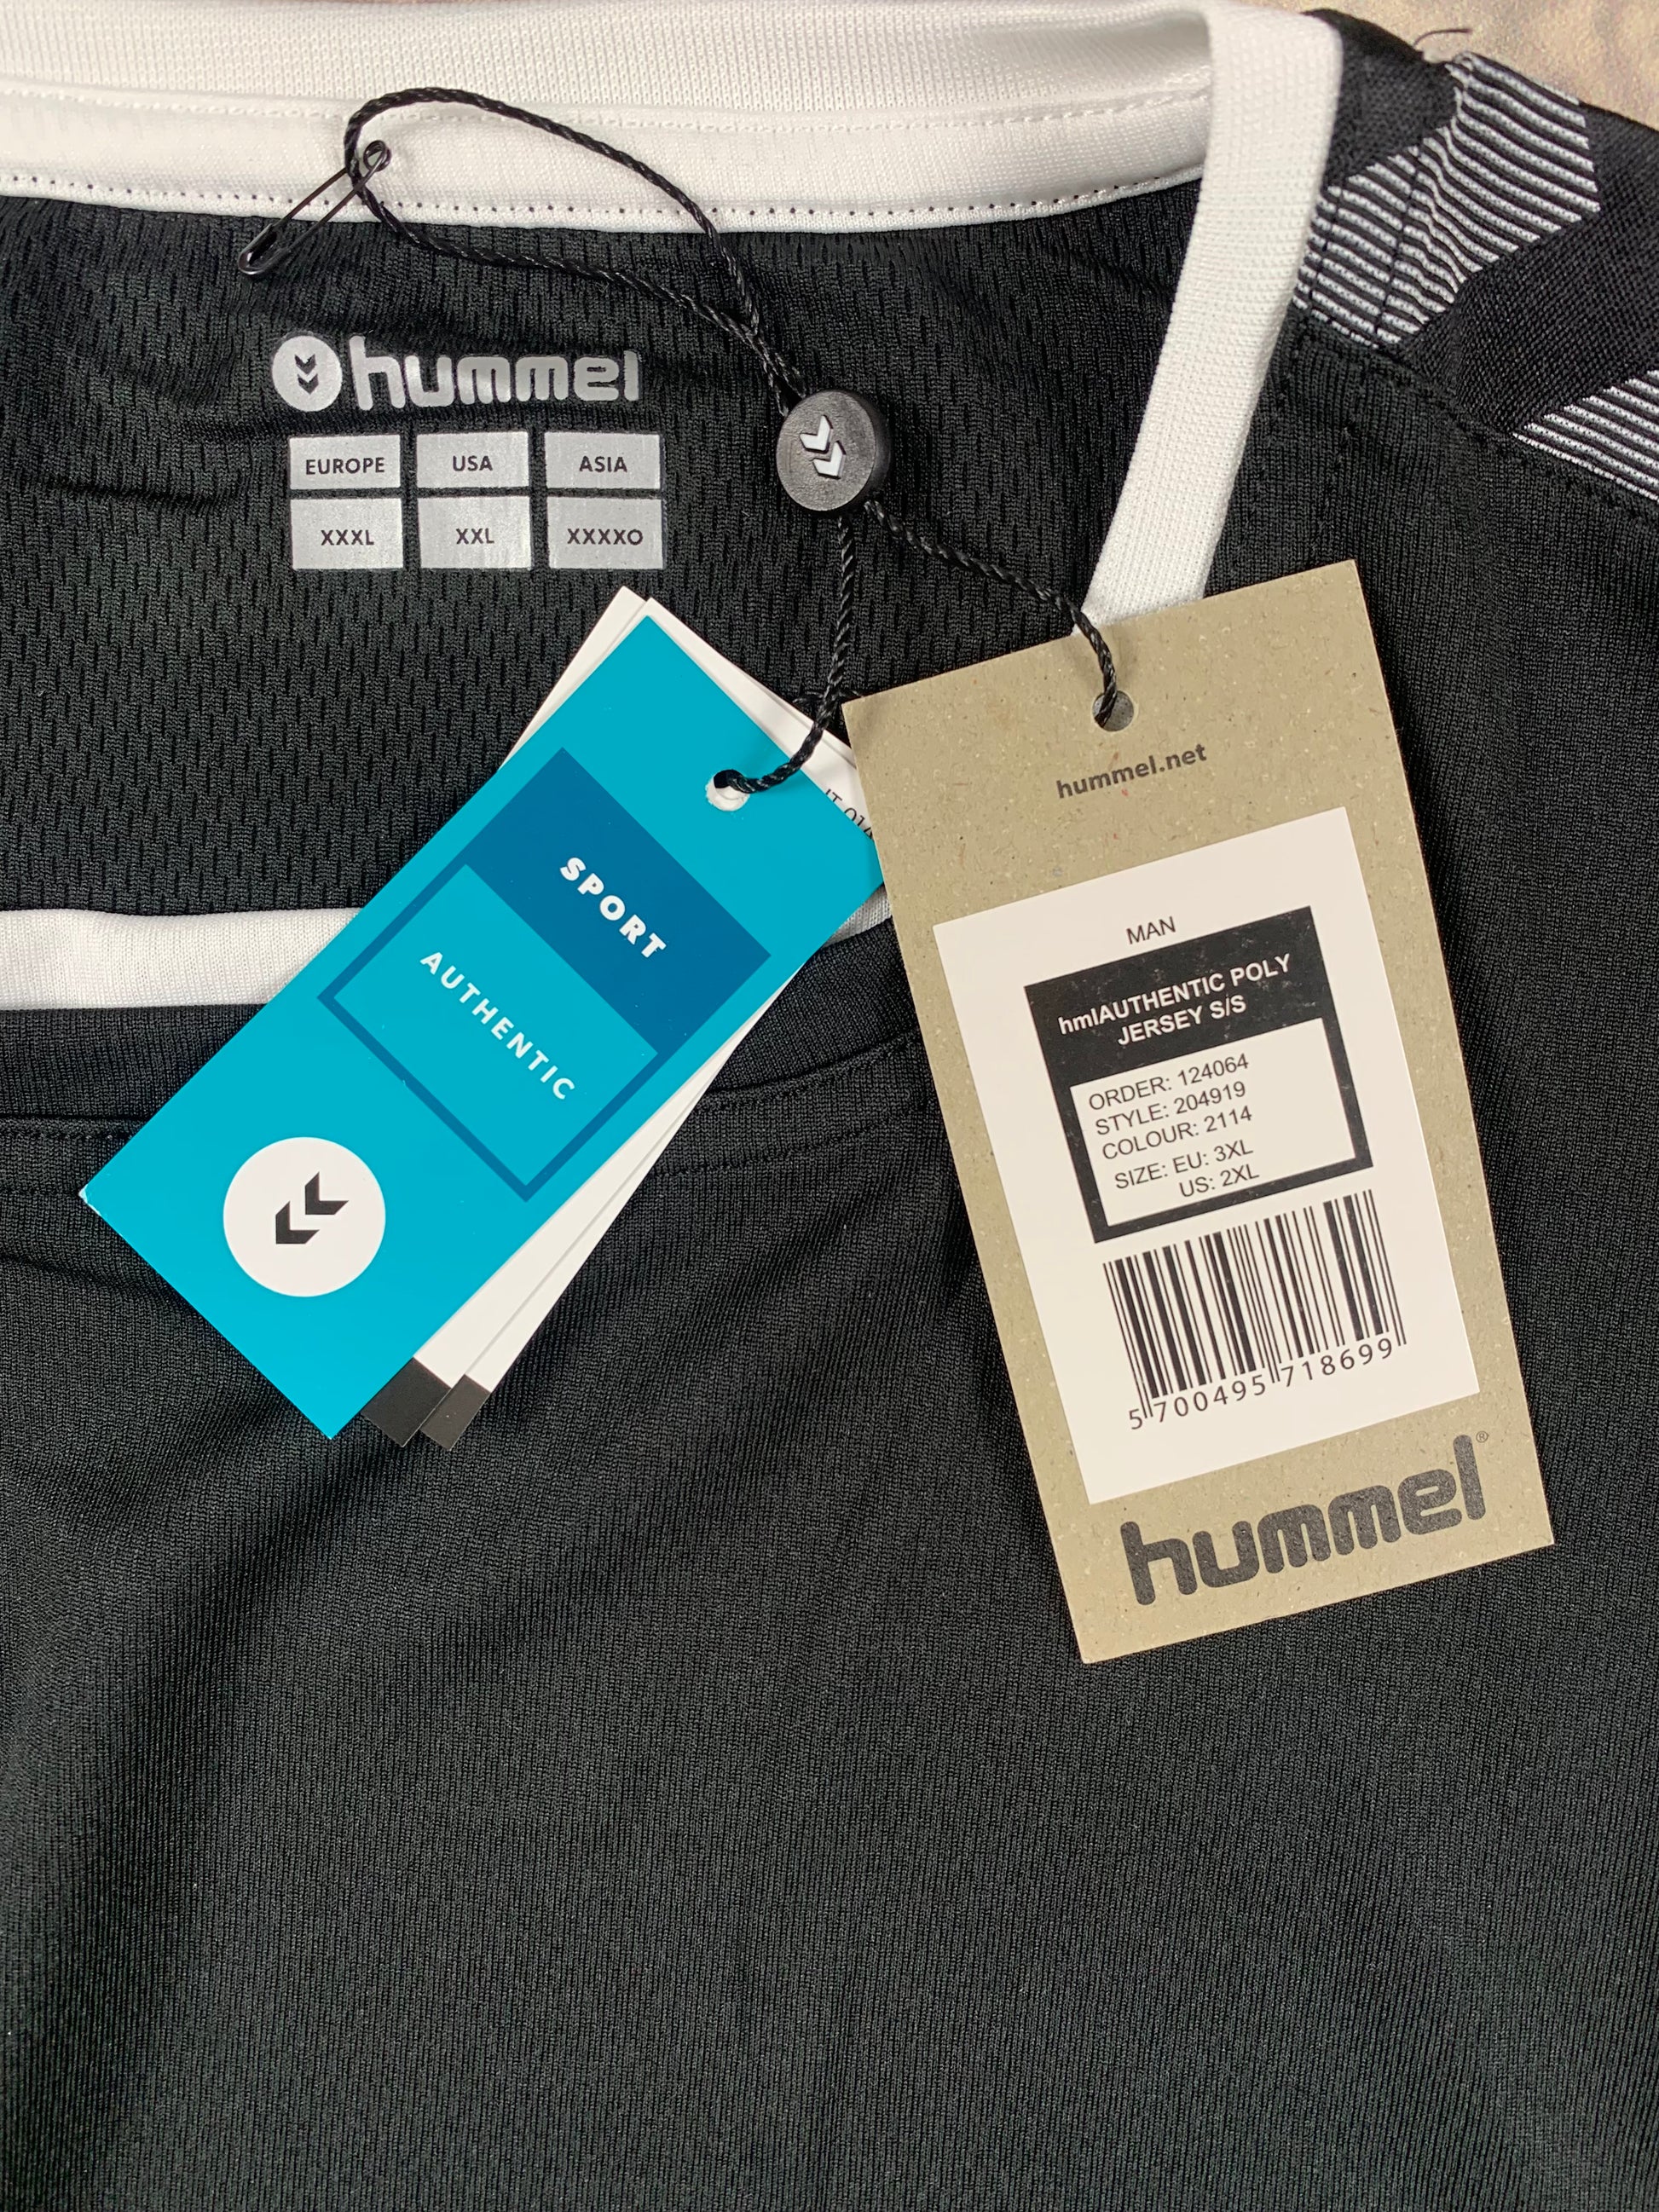 hummel
EUROPE USA ASIA
XXXL XXL XXXXO
SPORT
AUTHENTIC
hummel.net
MAN
hmlAUTHENTIC POLY
JERSEY S/S
ORDER: 124064
STYLE: 204919
COLOUR: 2114
SIZE: EU: 3XL
US: 2XL
5 700495 718699
hummel®